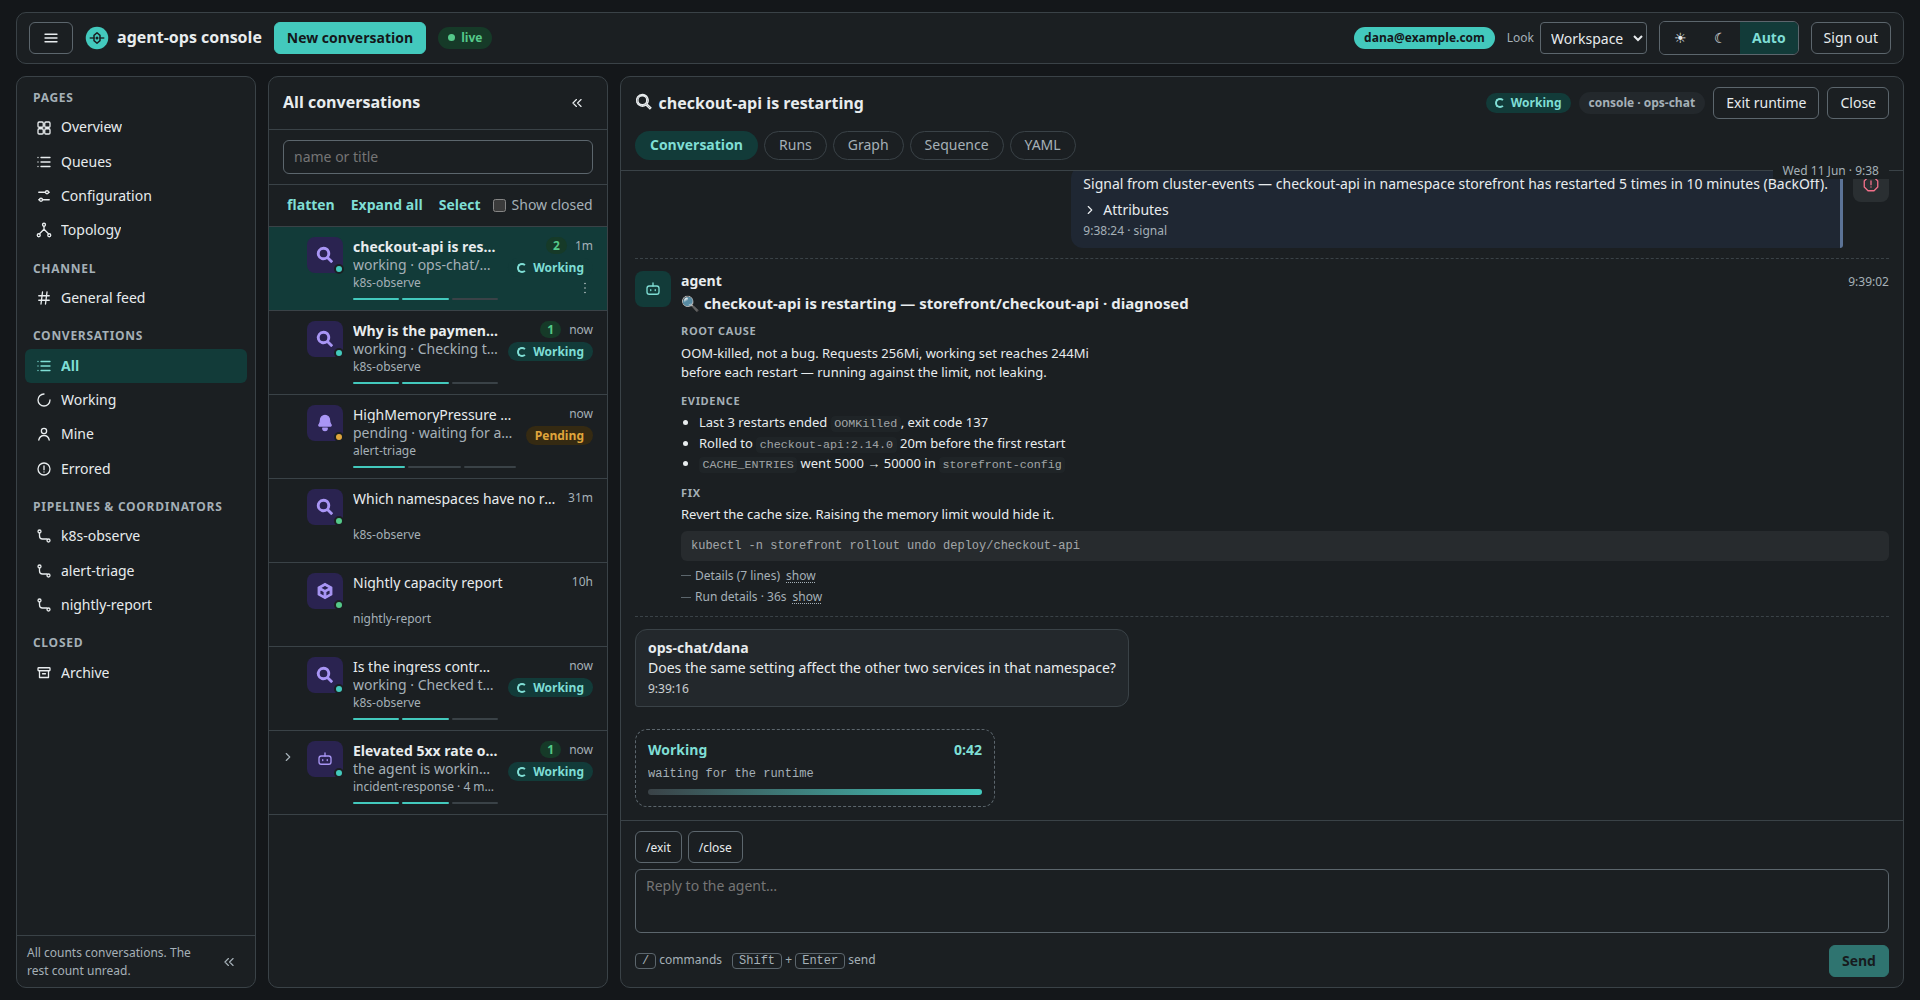 agent-ops console
New conversation
live
dana@example.com
Look
Workspace
Auto
Sign out
PAGES
Overview
Queues
Configuration
Topology
CHANNEL
General feed
CONVERSATIONS
All
Working
Mine
Errored
PIPELINES & COORDINATORS
k8s-observe
alert-triage
nightly-report
CLOSED
Archive
All counts conversations. The
rest count unread.
All conversations
name or title
flatten Expand all Select Show closed
checkout-api is res... 2 1m
working · ops-chat/... Working
k8s-observe
Why is the paymen... 1 now
working · Checking t... Working
k8s-observe
HighMemoryPressure ... now
pending · waiting for a... Pending
alert-triage
Which namespaces have no r... 31m
k8s-observe
Nightly capacity report 10h
nightly-report
Is the ingress contr... now
working · Checked t... Working
k8s-observe
Elevated 5xx rate o... 1 now
the agent is workin... Working
incident-response · 4 m...
checkout-api is restarting
Working
console · ops-chat
Exit runtime
Close
Conversation
Runs
Graph
Sequence
YAML
Wed 11 Jun · 9:38
Signal from cluster-events — checkout-api in namespace storefront has restarted 5 times in 10 minutes (BackOff).
Attributes
9:38:24 · signal
agent 9:39:02
checkout-api is restarting — storefront/checkout-api · diagnosed
ROOT CAUSE
OOM-killed, not a bug. Requests 256Mi, working set reaches 244Mi
before each restart — running against the limit, not leaking.
EVIDENCE
Last 3 restarts ended OOMKilled, exit code 137
Rolled to checkout-api:2.14.0 20m before the first restart
CACHE_ENTRIES went 5000 → 50000 in storefront-config
FIX
Revert the cache size. Raising the memory limit would hide it.
kubectl -n storefront rollout undo deploy/checkout-api
— Details (7 lines) show
— Run details · 36s show
ops-chat/dana
Does the same setting affect the other two services in that namespace?
9:39:16
Working 0:42
waiting for the runtime
/exit
/close
Reply to the agent...
/ commands Shift + Enter send
Send